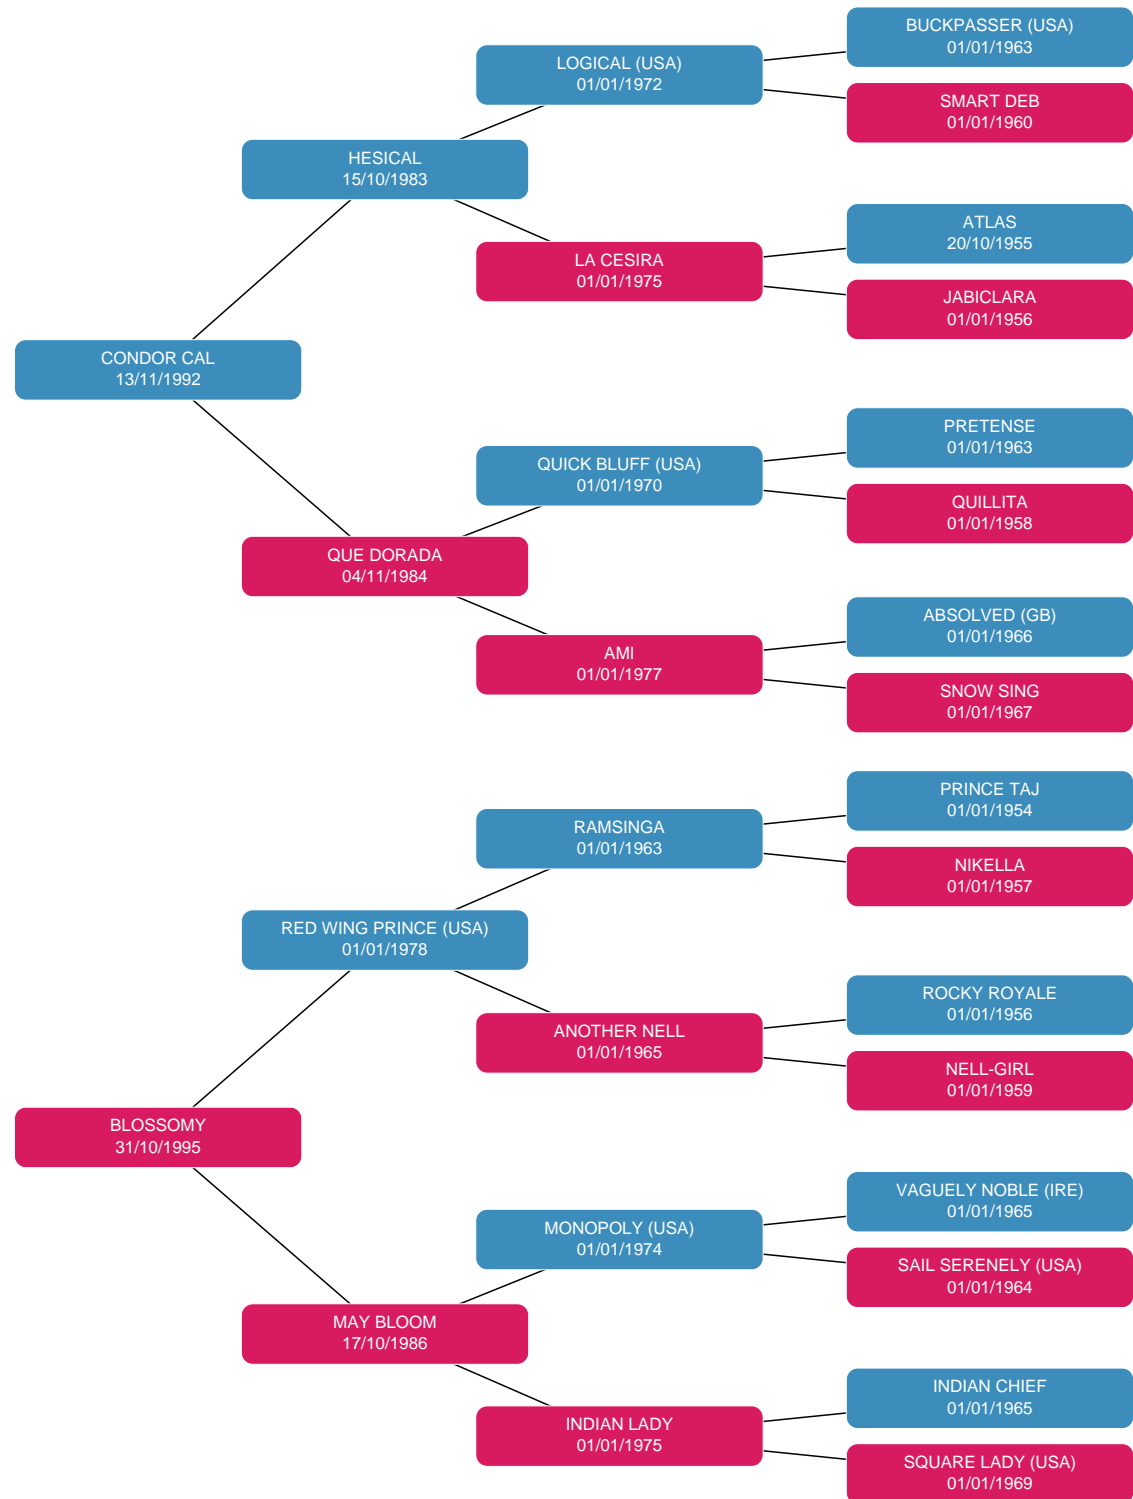 BUCKPASSER (USA)
01/01/1963
LOGICAL (USA)
01/01/1972
SMART DEB
01/01/1960
HESICAL
15/10/1983
ATLAS
20/10/1955
LA CESIRA
01/01/1975
JABICLARA
01/01/1956
CONDOR CAL
13/11/1992
PRETENSE
01/01/1963
QUICK BLUFF (USA)
01/01/1970
QUILLITA
01/01/1958
QUE DORADA
04/11/1984
ABSOLVED (GB)
01/01/1966
AMI
01/01/1977
SNOW SING
01/01/1967
PRINCE TAJ
01/01/1954
RAMSINGA
01/01/1963
NIKELLA
01/01/1957
RED WING PRINCE (USA)
01/01/1978
ROCKY ROYALE
01/01/1956
ANOTHER NELL
01/01/1965
NELL-GIRL
01/01/1959
BLOSSOMY
31/10/1995
VAGUELY NOBLE (IRE)
01/01/1965
MONOPOLY (USA)
01/01/1974
SAIL SERENELY (USA)
01/01/1964
MAY BLOOM
17/10/1986
INDIAN CHIEF
01/01/1965
INDIAN LADY
01/01/1975
SQUARE LADY (USA)
01/01/1969